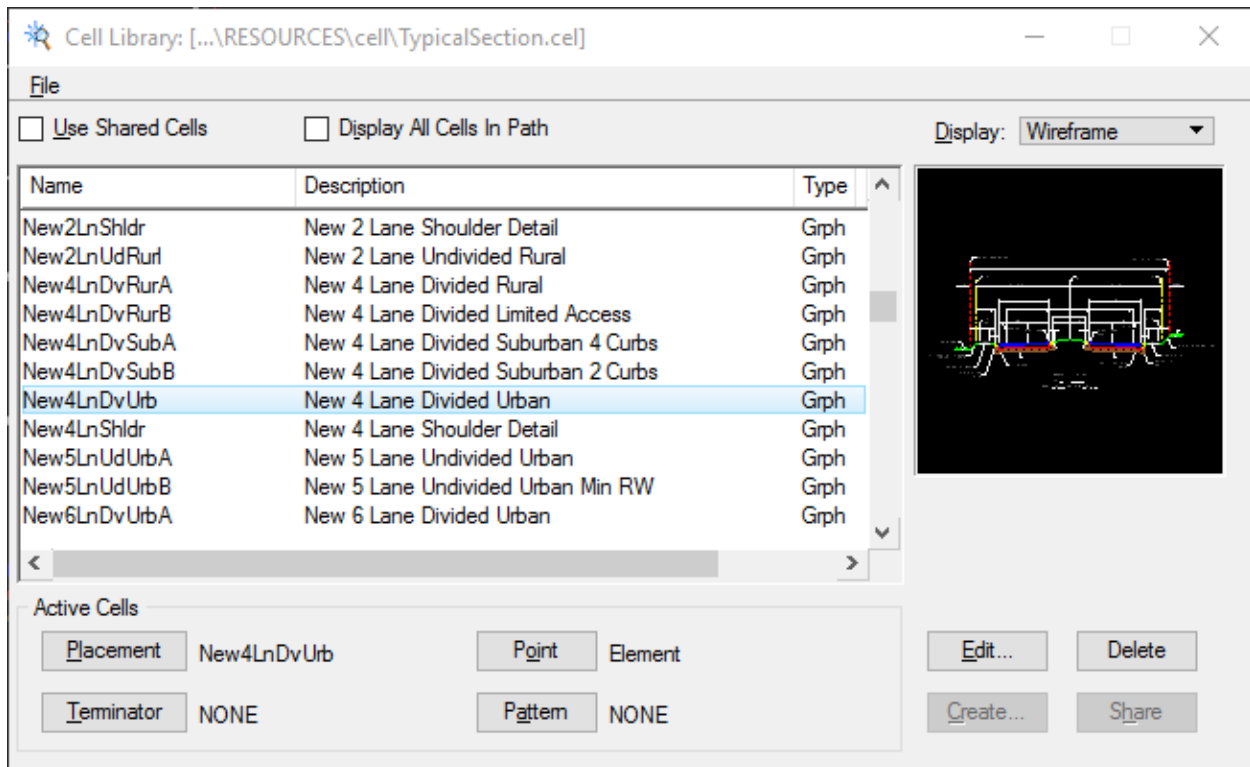 Cell Library: [...\RESOURCES\cell\TypicalSection.cel]
File
Use Shared Cells Display All Cells In Path Display: Wireframe
Name Description Type
New2LnShldr New 2 Lane Shoulder Detail Grph
New2LnUdRurl New 2 Lane Undivided Rural Grph
New4LnDvRurA New 4 Lane Divided Rural Grph
New4LnDvRurB New 4 Lane Divided Limited Access Grph
New4LnDvSubA New 4 Lane Divided Suburban 4 Curbs Grph
New4LnDvSubB New 4 Lane Divided Suburban 2 Curbs Grph
New4LnDvUrb New 4 Lane Divided Urban Grph
New4LnShldr New 4 Lane Shoulder Detail Grph
New5LnUdUrbA New 5 Lane Undivided Urban Grph
New5LnUdUrbB New 5 Lane Undivided Urban Min RW Grph
New6LnDvUrbA New 6 Lane Divided Urban Grph
Active Cells
Placement New4LnDvUrb Point Element Edit... Delete
Terminator NONE Pattern NONE Create... Share